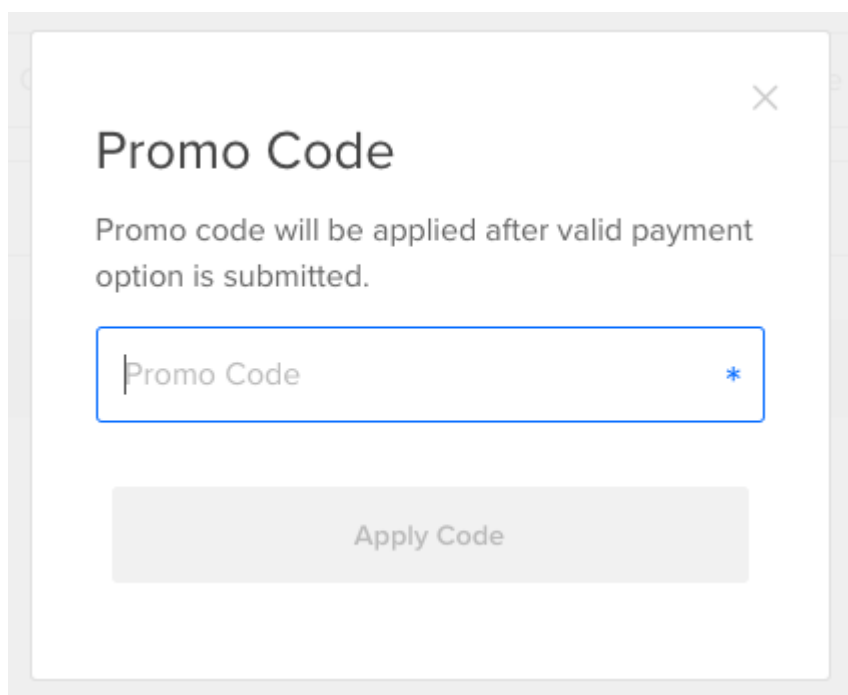 Promo Code
Promo code will be applied after valid payment
option is submitted.
Promo Code *
Apply Code